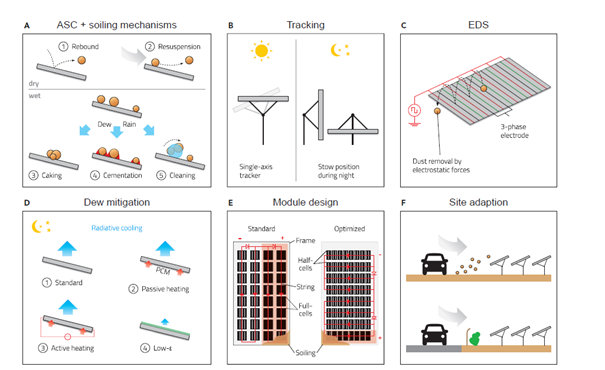 A
ASC + soiling mechanisms
1 Rebound
2 Resuspension
dry
wet
Dew
Rain
3 Caking
4 Cementation
5 Cleaning
B
Tracking
Single-axis
tracker
Stow position
during night
C
EDS
3-phase
electrode
Dust removal by
electrostatic forces
D
Dew mitigation
Radiative cooling
1 Standard
PCM
2 Passive heating
3 Active heating
4 Low-ε
E
Module design
Standard
Optimized
- +
Frame
Half-
cells
String
Full-
cells
Soiling
-
+
F
Site adaption